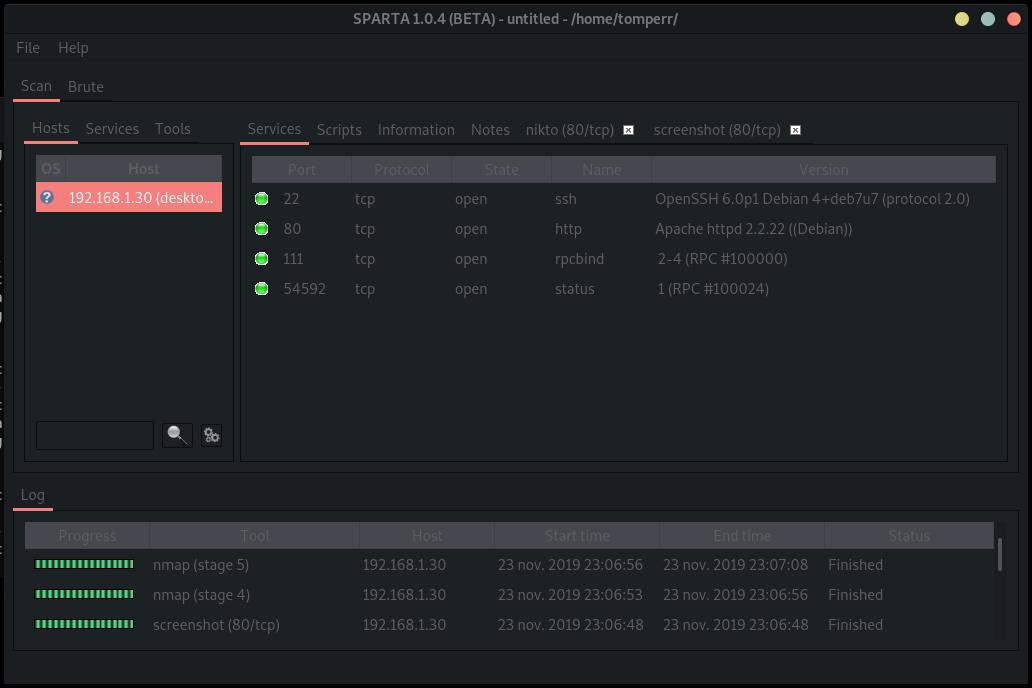 SPARTA 1.0.4 (BETA) - untitled - /home/tomperr/
File Help
Scan Brute
Hosts Services Tools
Services Scripts Information Notes nikto (80/tcp) screenshot (80/tcp)
OS Host
192.168.1.30 (deskto...
Port Protocol State Name Version
22 tcp open ssh OpenSSH 6.0p1 Debian 4+deb7u7 (protocol 2.0)
80 tcp open http Apache httpd 2.2.22 ((Debian))
111 tcp open rpcbind 2-4 (RPC #100000)
54592 tcp open status 1 (RPC #100024)
Log
Progress Tool Host Start time End time Status
nmap (stage 5) 192.168.1.30 23 nov. 2019 23:06:56 23 nov. 2019 23:07:08 Finished
nmap (stage 4) 192.168.1.30 23 nov. 2019 23:06:53 23 nov. 2019 23:06:56 Finished
screenshot (80/tcp) 192.168.1.30 23 nov. 2019 23:06:48 23 nov. 2019 23:06:48 Finished